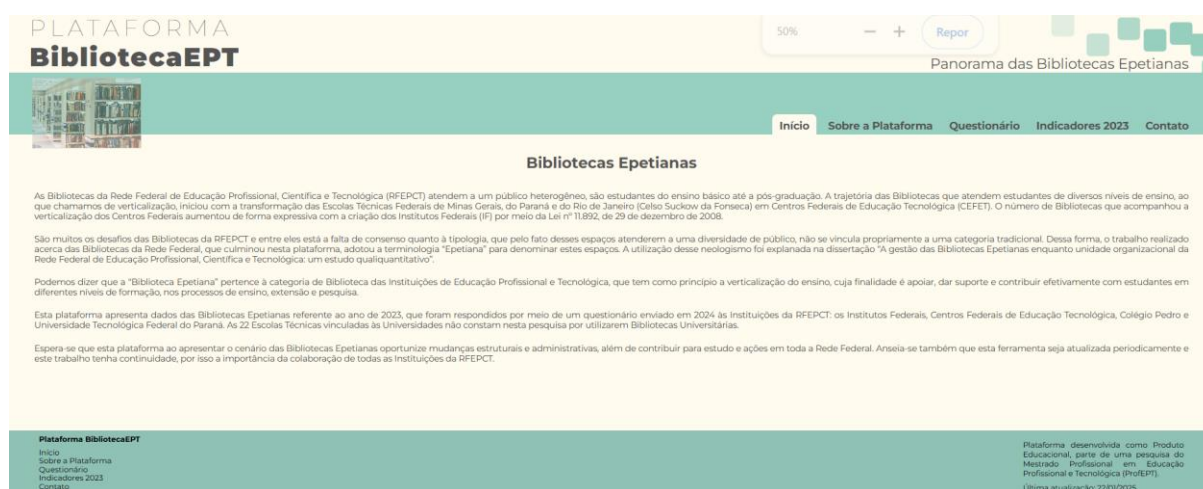 PLATAFORMA
BibliotecaEPT
50%
— + Repor
Panorama das Bibliotecas Epetianas
Início Sobre a Plataforma Questionário Indicadores 2023 Contato
Bibliotecas Epetianas
As Bibliotecas da Rede Federal de Educação Profissional, Científica e Tecnológica (RFEPCT) atendem a um público heterogêneo, são estudantes do ensino básico até a pós-graduação. A trajetória das Bibliotecas que atendem estudantes de diversos níveis de ensino, ao
que chamamos de verticalização, iniciou com a transformação das Escolas Técnicas Federais de Minas Gerais, do Paraná e do Rio de Janeiro (Celso Suckow da Fonseca) em Centros Federais de Educação Tecnológica (CEFET). O número de Bibliotecas que acompanhou a
verticalização dos Centros Federais aumentou de forma expressiva com a criação dos Institutos Federais (IF) por meio da Lei nº 11.892, de 29 de dezembro de 2008.
São muitos os desafios das Bibliotecas da RFEPCT e entre eles está a falta de consenso quanto à tipologia, que pelo fato desses espaços atenderem a uma diversidade de público, não se vincula propriamente a uma categoria tradicional. Dessa forma, o trabalho realizado
acerca das Bibliotecas da Rede Federal, que culminou nesta plataforma, adotou a terminologia "Epetiana" para denominar estes espaços. A utilização desse neologismo foi explanada na dissertação "A gestão das Bibliotecas Epetianas enquanto unidade organizacional da
Rede Federal de Educação Profissional, Científica e Tecnológica: um estudo qualiquantitativo".
Podemos dizer que a "Biblioteca Epetiana" pertence à categoria de Biblioteca das Instituições de Educação Profissional e Tecnológica, que tem como princípio a verticalização do ensino, cuja finalidade é apoiar, dar suporte e contribuir efetivamente com estudantes em
diferentes níveis de formação, nos processos de ensino, extensão e pesquisa.
Esta plataforma apresenta dados das Bibliotecas Epetianas referente ao ano de 2023, que foram respondidos por meio de um questionário enviado em 2024 às Instituições da RFEPCT: os Institutos Federais, Centros Federais de Educação Tecnológica, Colégio Pedro e
Universidade Tecnológica Federal do Paraná. As 22 Escolas Técnicas vinculadas às Universidades não constam nesta pesquisa por utilizarem Bibliotecas Universitárias.
Espera-se que esta plataforma ao apresentar o cenário das Bibliotecas Epetianas oportunize mudanças estruturais e administrativas, além de contribuir para estudo e ações em toda a Rede Federal. Anseia-se também que esta ferramenta seja atualizada periodicamente e
este trabalho tenha continuidade, por isso a importância da colaboração de todas as Instituições da RFEPCT.
Plataforma BibliotecaEPT
Início
Sobre a Plataforma
Questionário
Indicadores 2023
Contato
Plataforma desenvolvida como Produto
Educacional, parte de uma pesquisa do
Mestrado Profissional em Educação
Profissional e Tecnológica (ProfEPT).
Última atualização: 22/01/2025